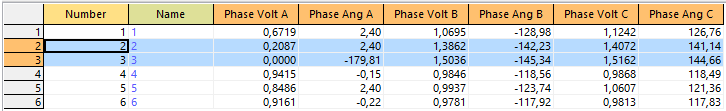 Number Name Phase Volt A Phase Ang A Phase Volt B Phase Ang B Phase Volt C Phase Ang C
1 1 1 0,6719 2,40 1,0695 -128,98 1,1242 126,76
2 2 2 0,2087 2,40 1,3862 -142,23 1,4072 141,14
3 3 3 0,0000 -179,81 1,5036 -145,34 1,5162 144,66
4 4 4 0,9415 -0,15 0,9846 -118,56 0,9868 118,49
5 5 5 0,8486 2,40 0,9937 -123,74 1,0607 121,36
6 6 6 0,9161 -0,22 0,9781 -117,92 0,9813 117,83